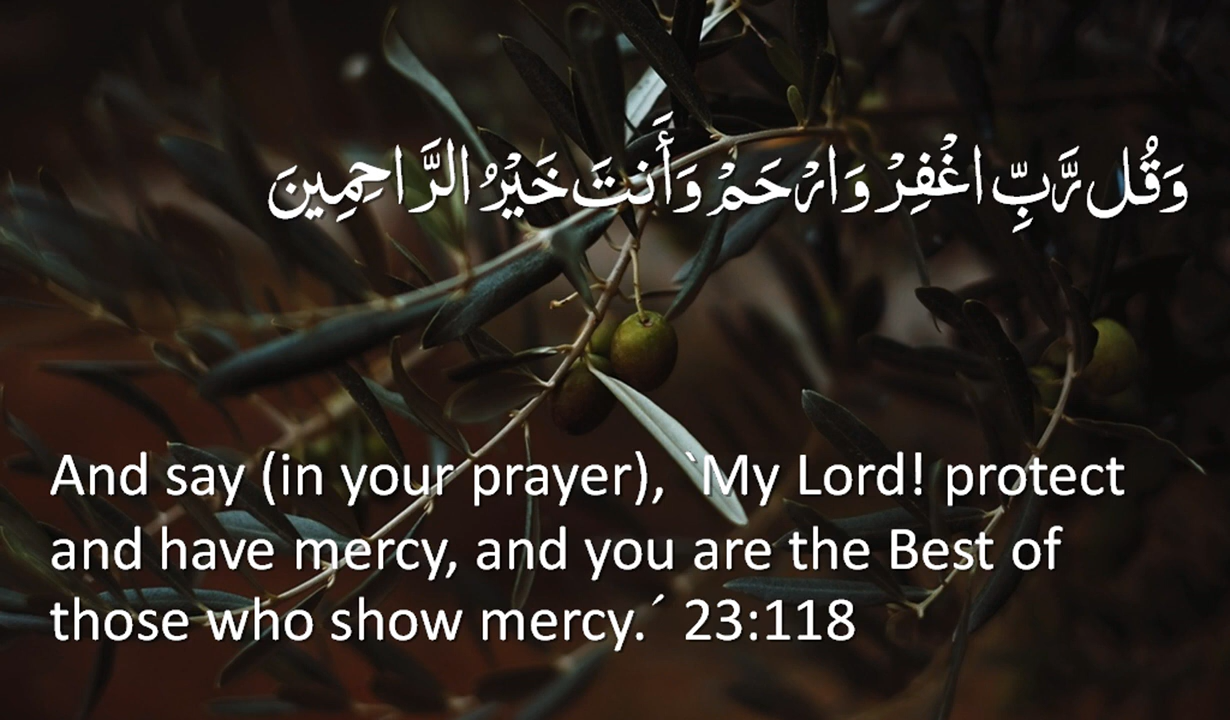 وَقُل رَّبِّ اغْفِرْ وَارْحَمْ وَأَنتَ خَيْرُ الرَّاحِمِينَ
And say (in your prayer), `My Lord! protect
and have mercy, and you are the Best of
those who show mercy.´ 23:118